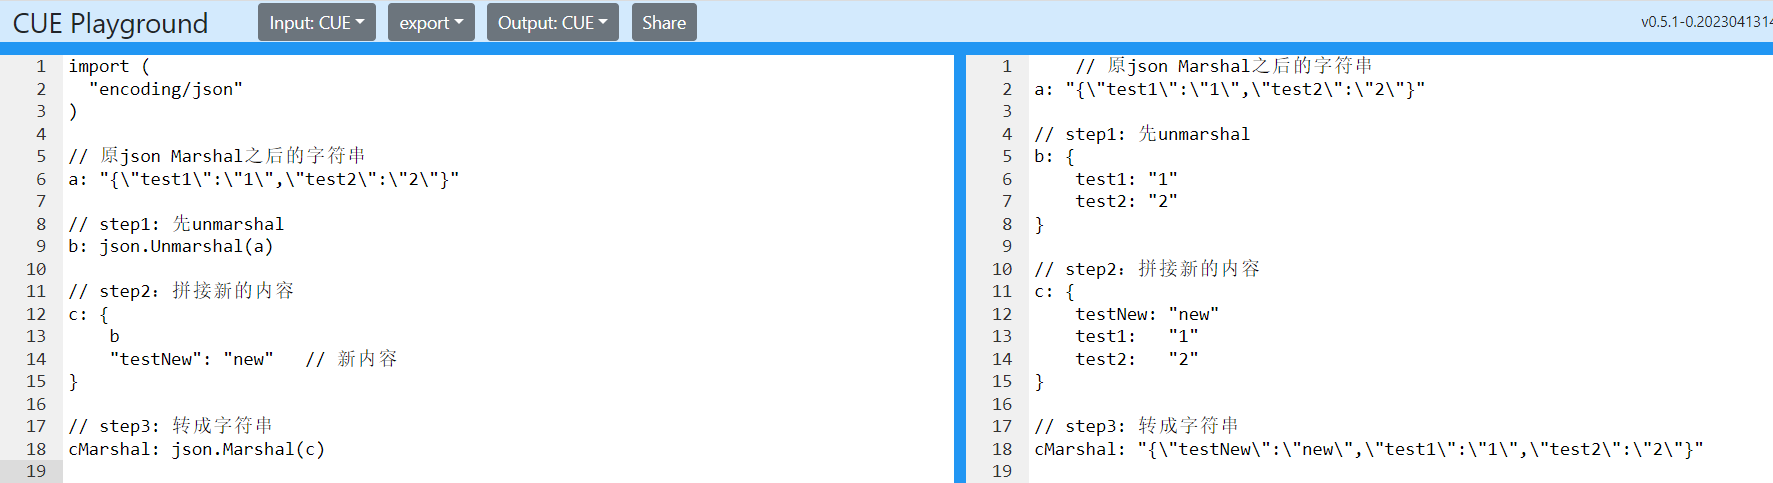 CUE Playground Input: CUE export Output: CUE Share v0.5.1-0.2023041314
1 import (
2 "encoding/json"
3 )
4
5 // 原json Marshal之后的字符串
6 a: "{\"test1\":\"1\",\"test2\":\"2\"}"
7
8 // step1: 先unmarshal
9 b: json.Unmarshal(a)
10
11 // step2: 拼接新的内容
12 c: {
13 b
14 "testNew": "new" // 新内容
15 }
16
17 // step3: 转成字符串
18 cMarshal: json.Marshal(c)
19
1 // 原json Marshal之后的字符串
2 a: "{\"test1\":\"1\",\"test2\":\"2\"}"
3
4 // step1: 先unmarshal
5 b: {
6 test1: "1"
7 test2: "2"
8 }
9
10 // step2: 拼接新的内容
11 c: {
12 testNew: "new"
13 test1: "1"
14 test2: "2"
15 }
16
17 // step3: 转成字符串
18 cMarshal: "{\"testNew\":\"new\",\"test1\":\"1\",\"test2\":\"2\"}"
19